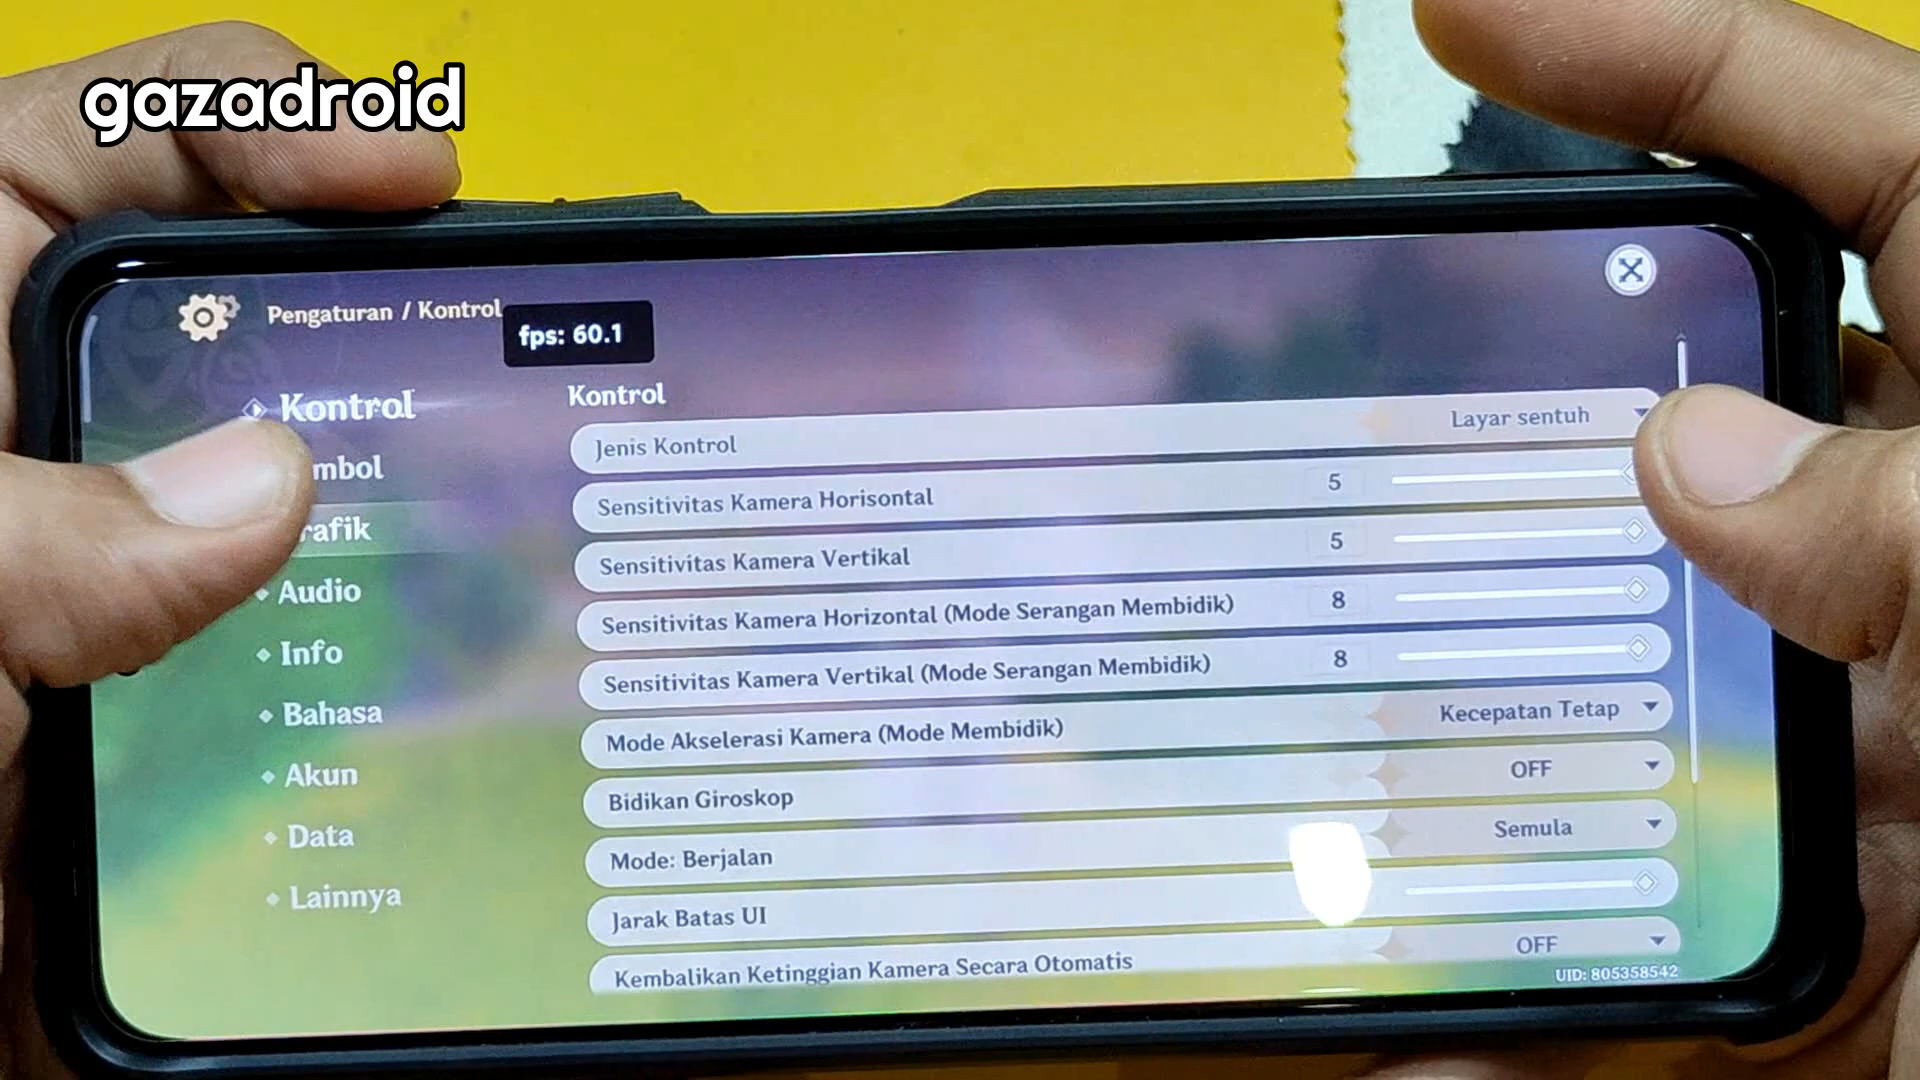 gazadroid
Pengaturan / Kontrol
fps: 60.1
Kontrol
mbol
rafik
Audio
Info
Bahasa
Akun
Data
Lainnya
Kontrol
Jenis Kontrol Layar sentuh
Sensitivitas Kamera Horisontal 5
Sensitivitas Kamera Vertikal 5
Sensitivitas Kamera Horizontal (Mode Serangan Membidik) 8
Sensitivitas Kamera Vertikal (Mode Serangan Membidik) 8
Mode Akselerasi Kamera (Mode Membidik) Kecepatan Tetap
Bidikan Giroskop OFF
Mode: Berjalan Semula
Jarak Batas UI
Kembalikan Ketinggian Kamera Secara Otomatis OFF
UID: 805358542